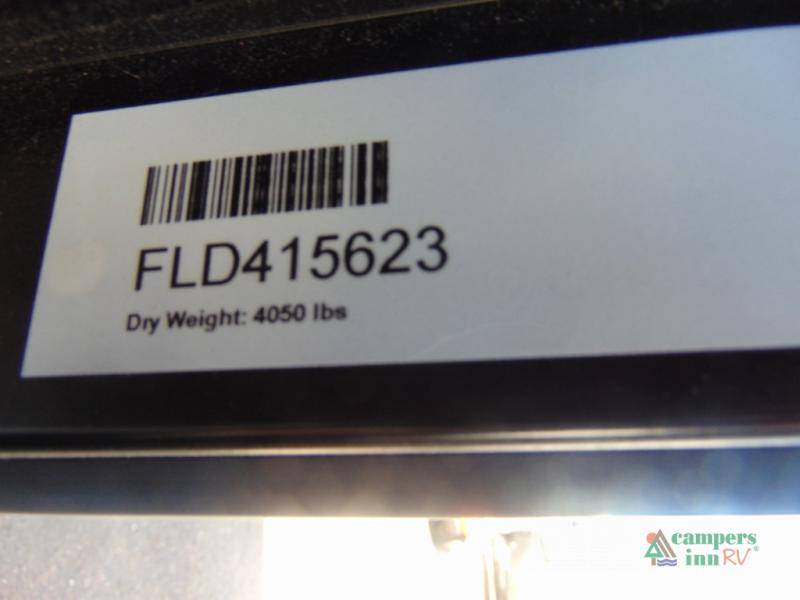 FLD415623
Dry Weight: 4050 lbs
campers
inn RV®